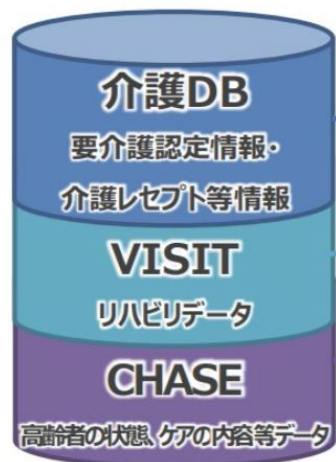 介護DB
要介護認定情報・
介護レセプト等情報
VISIT
リハビリデータ
CHASE
高齢者の状態、ケアの内容等データ